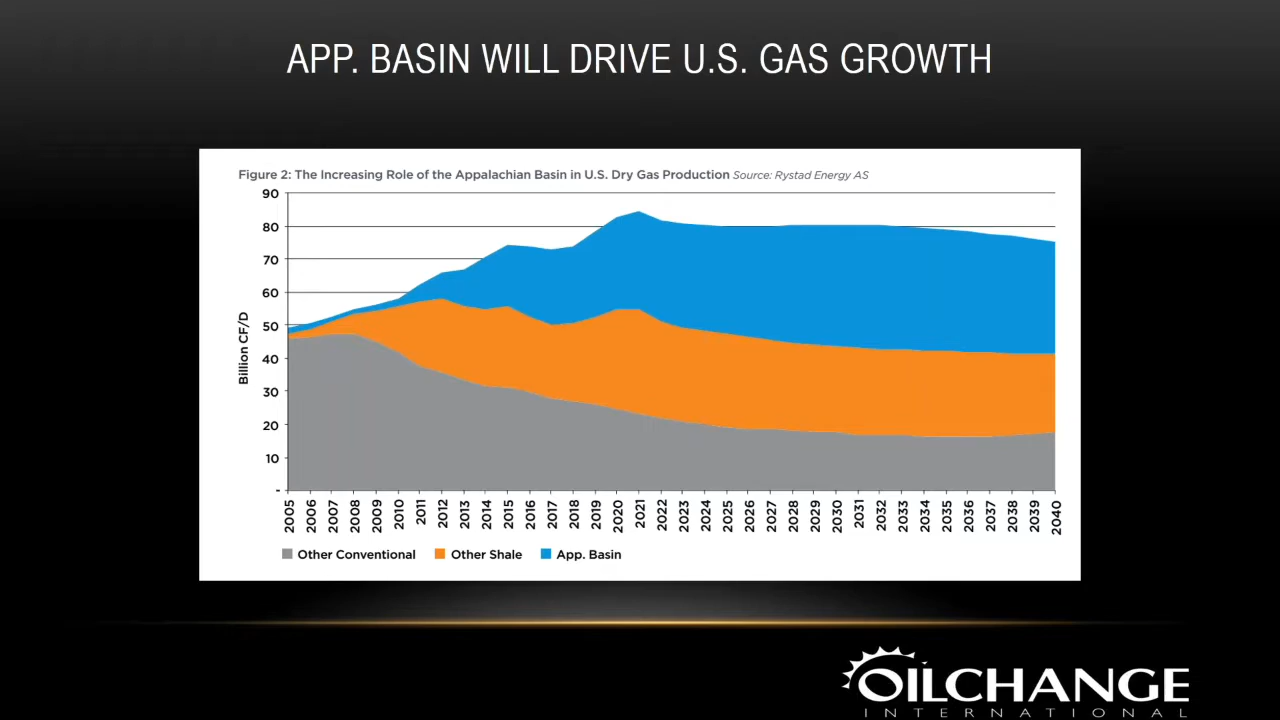 APP. BASIN WILL DRIVE U.S. GAS GROWTH
Figure 2: The Increasing Role of the Appalachian Basin in U.S. Dry Gas Production Source: Rystad Energy AS
90
80
70
60
50
40
30
20
10
-
Billion CF/D
2005 2006 2007 2008 2009 2010 2011 2012 2013 2014 2015 2016 2017 2018 2019 2020 2021 2022 2023 2024 2025 2026 2027 2028 2029 2030 2031 2032 2033 2034 2035 2036 2037 2038 2039 2040
Other Conventional Other Shale App. Basin
OILCHANGE
INTERNATIONAL